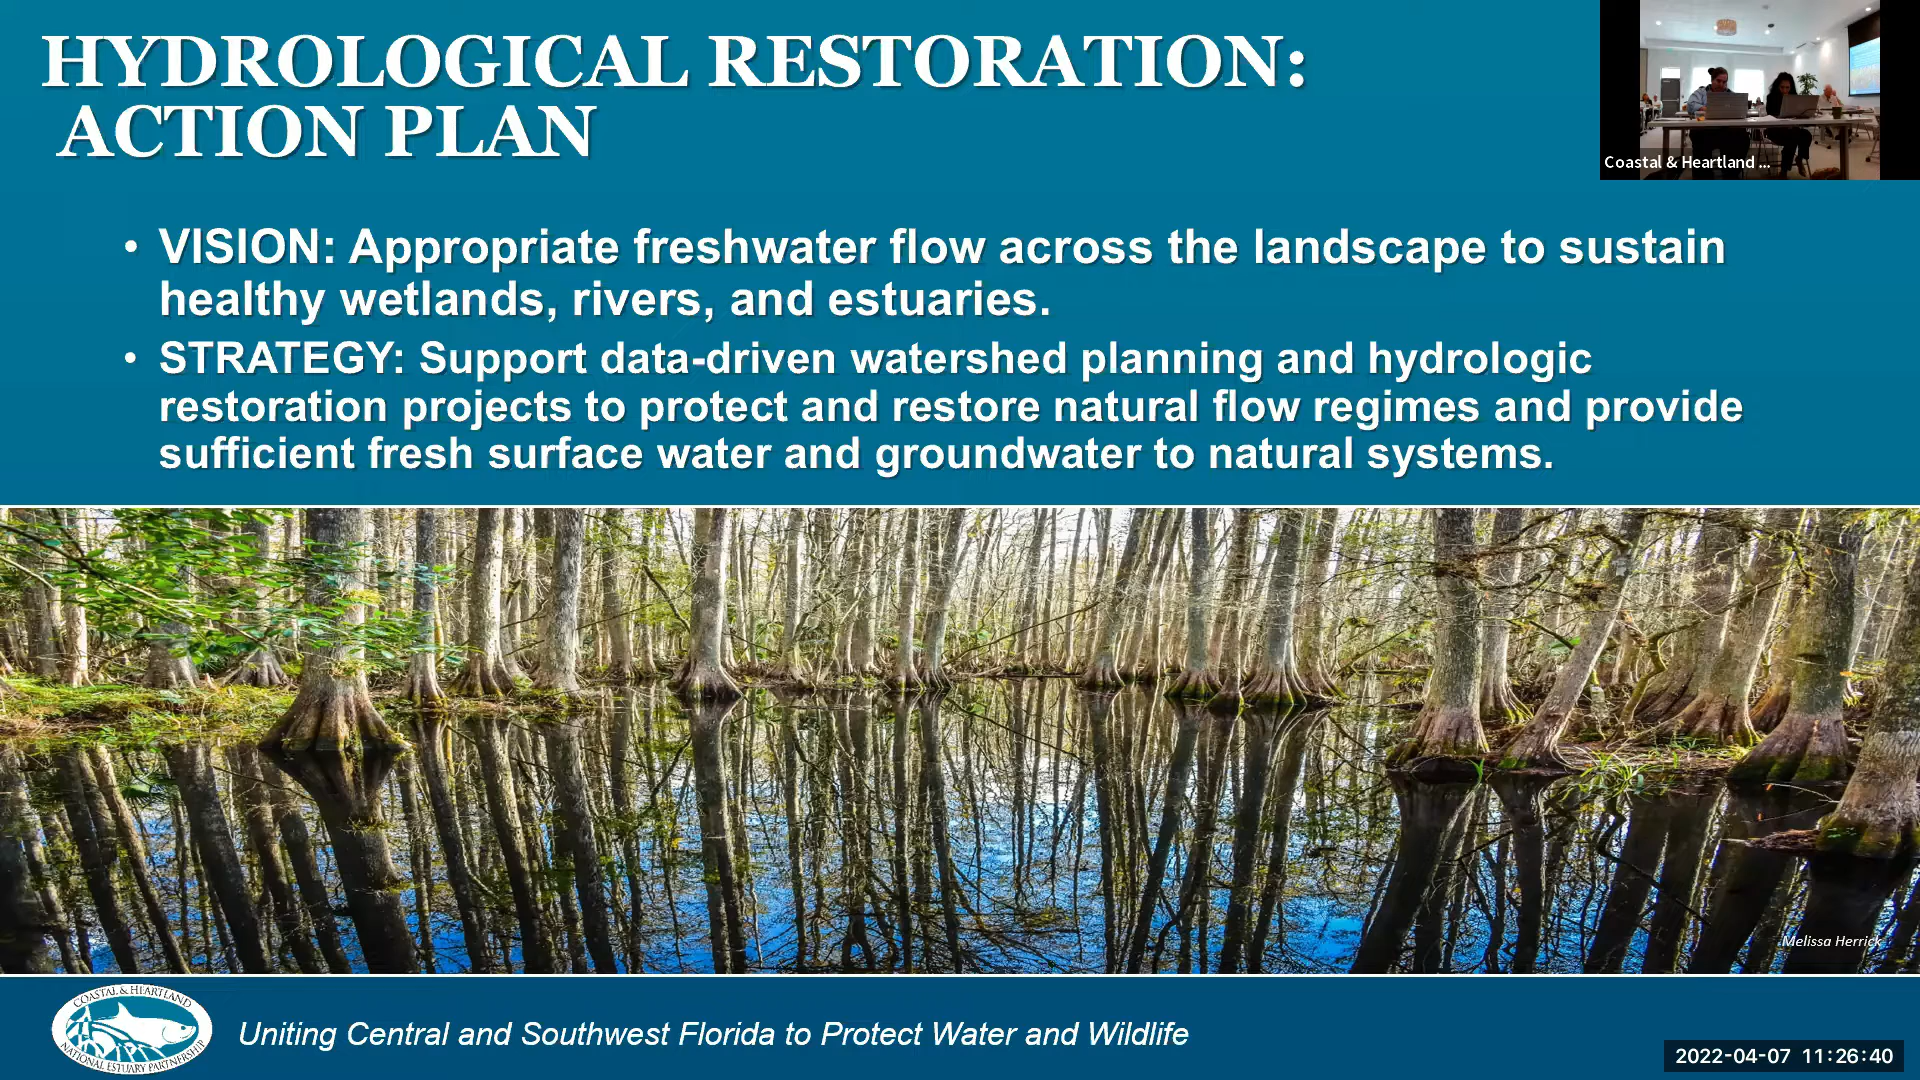 HYDROLOGICAL RESTORATION:
ACTION PLAN
Coastal & Heartland ...
• VISION: Appropriate freshwater flow across the landscape to sustain
healthy wetlands, rivers, and estuaries.
• STRATEGY: Support data-driven watershed planning and hydrologic
restoration projects to protect and restore natural flow regimes and provide
sufficient fresh surface water and groundwater to natural systems.
Melissa Herrick
COASTAL & HEARTLAND
NATIONAL ESTUARY PARTNERSHIP
Uniting Central and Southwest Florida to Protect Water and Wildlife
2022-04-07 11:26:40